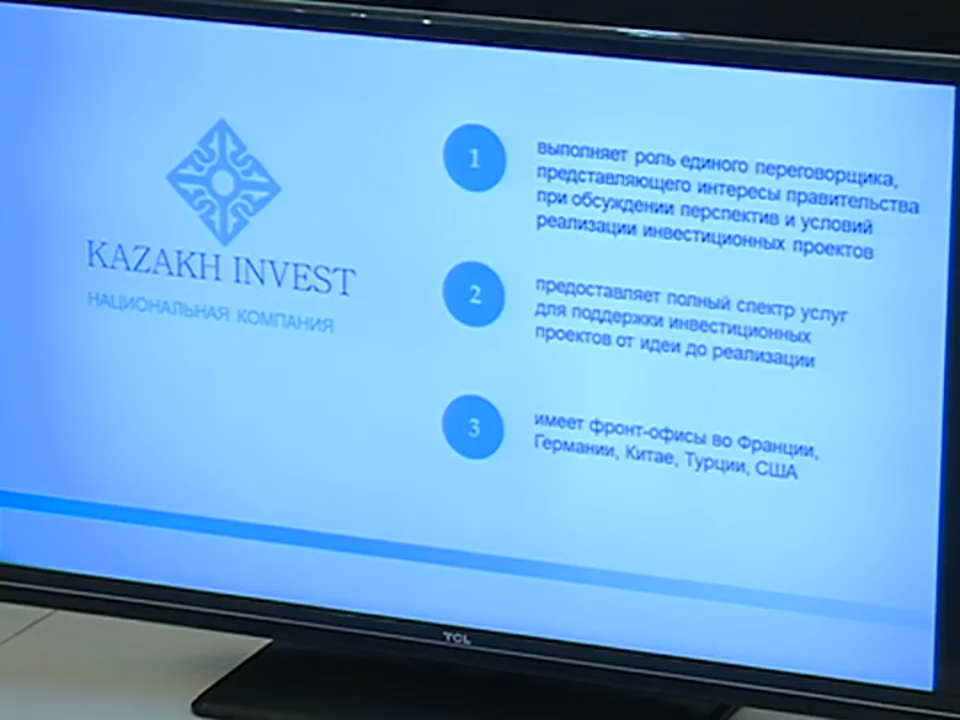 KAZAKH INVEST
НАЦИОНАЛЬНАЯ КОМПАНИЯ
1
выполняет роль единого переговорщика,
представляющего интересы правительства
при обсуждении перспектив и условий
реализации инвестиционных проектов
2
предоставляет полный спектр услуг
для поддержки инвестиционных
проектов от идеи до реализации
3
имеет фронт-офисы во Франции,
Германии, Китае, Турции, США
TCL